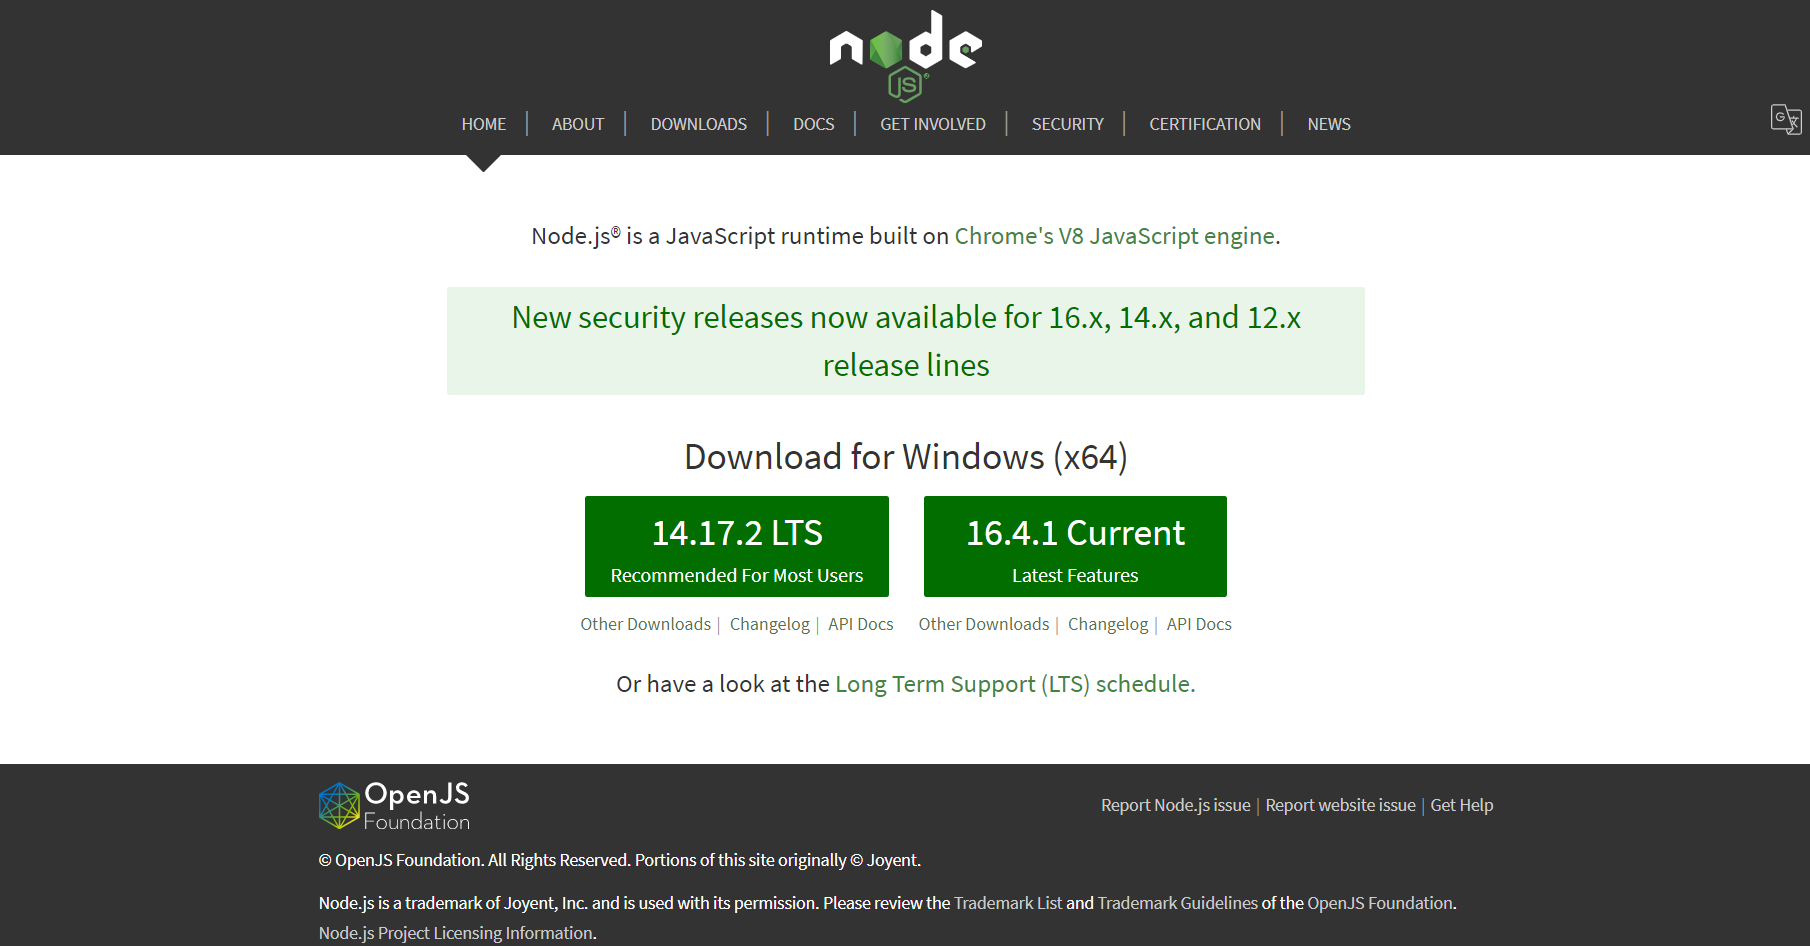 node
JS®
HOME | ABOUT | DOWNLOADS | DOCS | GET INVOLVED | SECURITY | CERTIFICATION | NEWS
Node.js® is a JavaScript runtime built on Chrome's V8 JavaScript engine.
New security releases now available for 16.x, 14.x, and 12.x
release lines
Download for Windows (x64)
14.17.2 LTS
Recommended For Most Users
16.4.1 Current
Latest Features
Other Downloads | Changelog | API Docs
Other Downloads | Changelog | API Docs
Or have a look at the Long Term Support (LTS) schedule.
OpenJS
Foundation
Report Node.js issue | Report website issue | Get Help
© OpenJS Foundation. All Rights Reserved. Portions of this site originally © Joyent.
Node.js is a trademark of Joyent, Inc. and is used with its permission. Please review the Trademark List and Trademark Guidelines of the OpenJS Foundation.
Node.js Project Licensing Information.